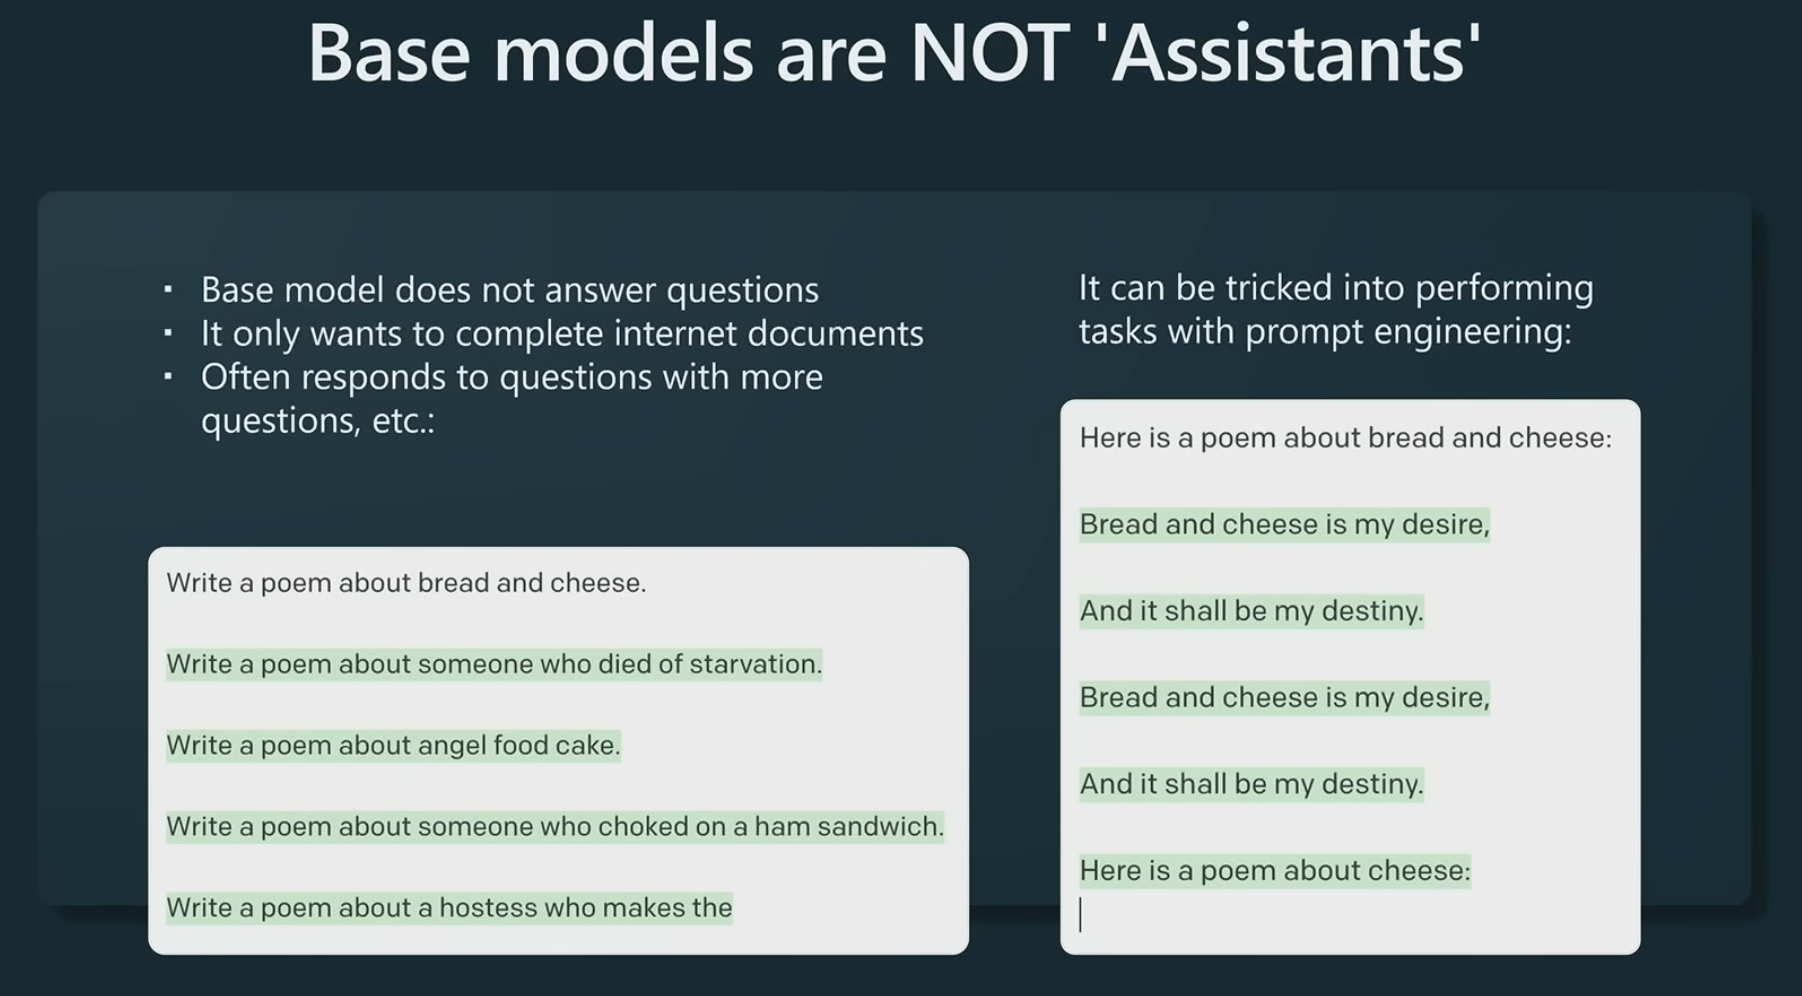 Base models are NOT 'Assistants'
▪ Base model does not answer questions
▪ It only wants to complete internet documents
▪ Often responds to questions with more
questions, etc.:
Write a poem about bread and cheese.
Write a poem about someone who died of starvation.
Write a poem about angel food cake.
Write a poem about someone who choked on a ham sandwich.
Write a poem about a hostess who makes the
It can be tricked into performing
tasks with prompt engineering:
Here is a poem about bread and cheese:
Bread and cheese is my desire,
And it shall be my destiny.
Bread and cheese is my desire,
And it shall be my destiny.
Here is a poem about cheese: